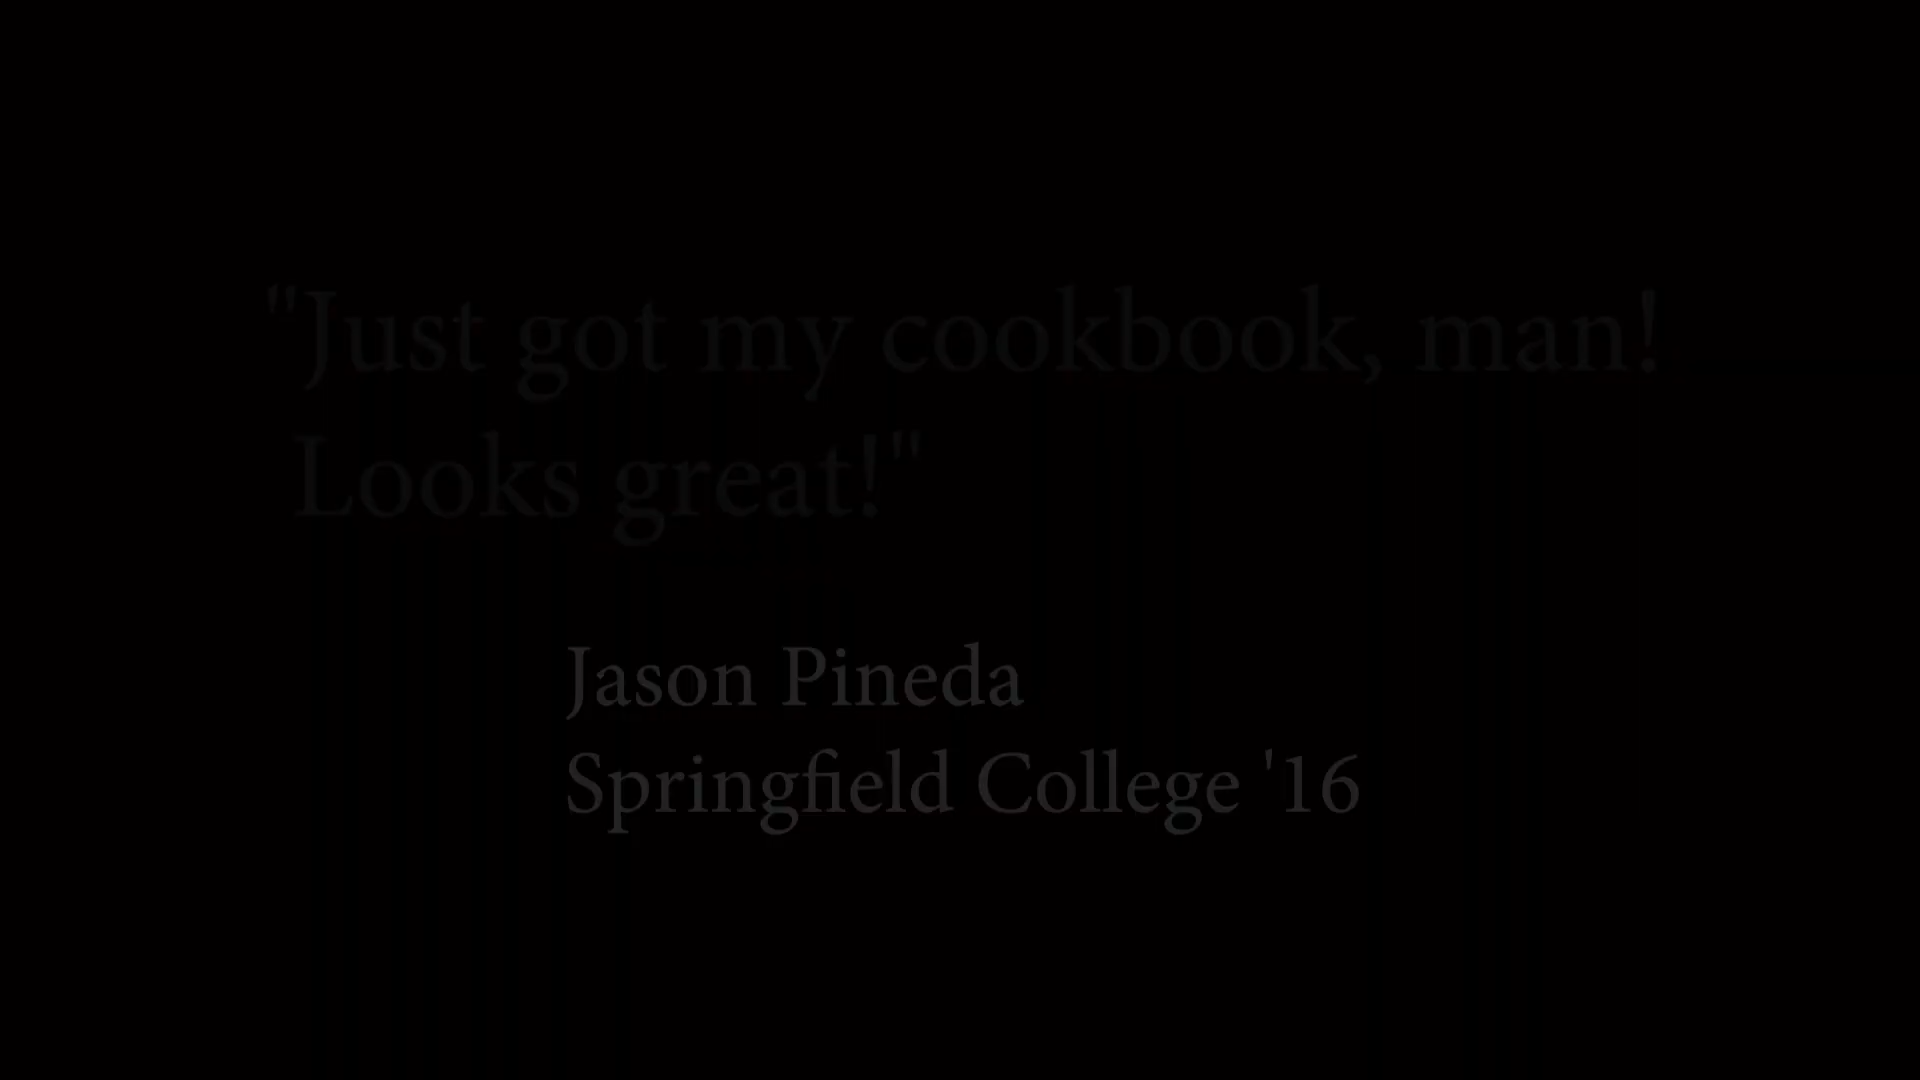 "Just got my cookbook, man!
Looks great!"
Jason Pineda
Springfield College '16